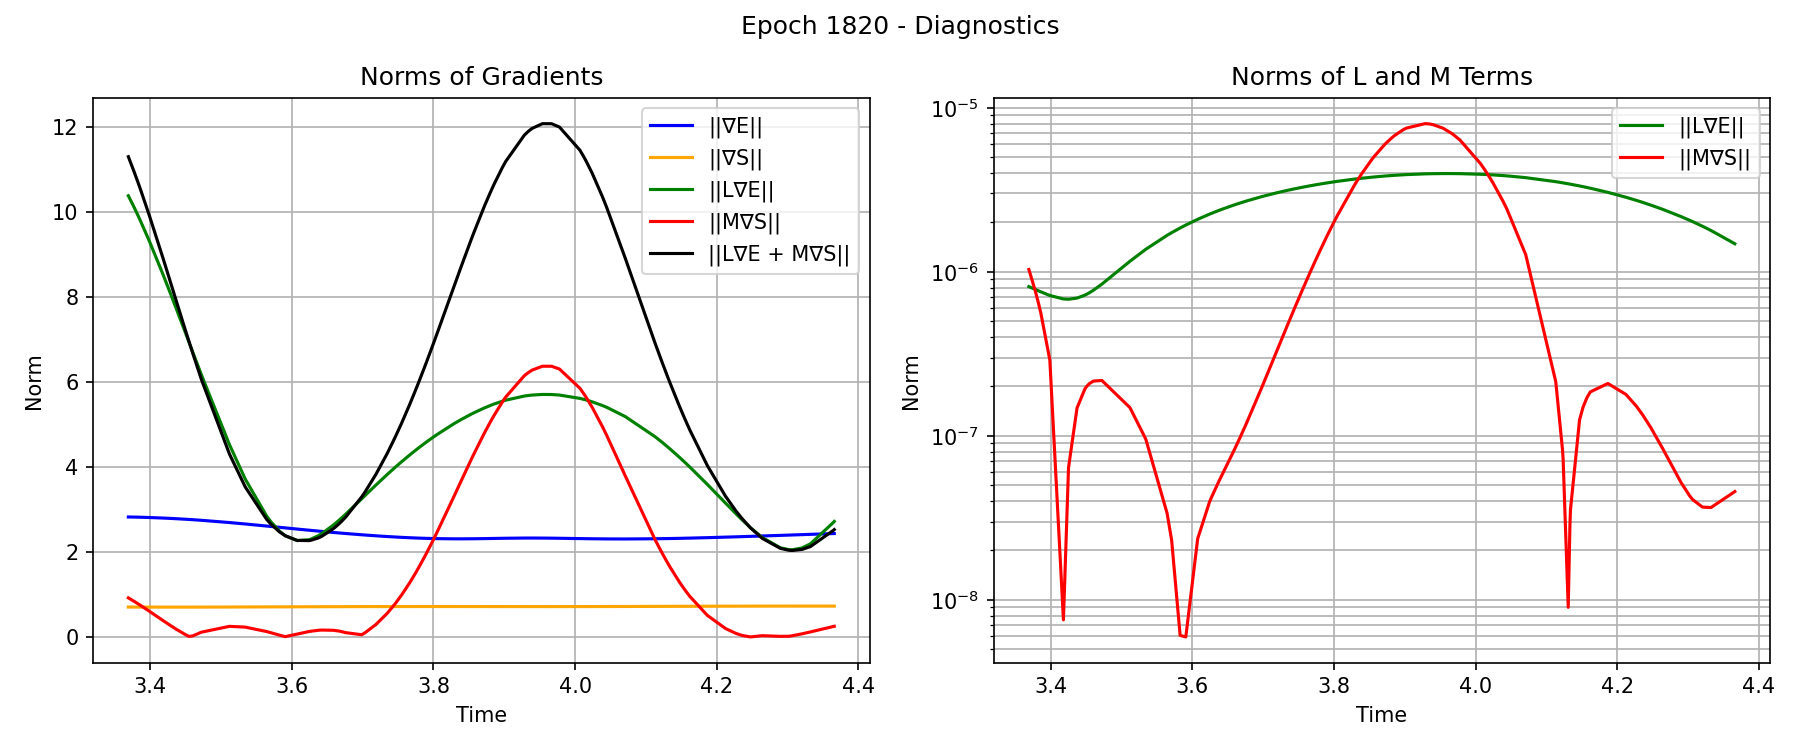 Epoch 1820 - Diagnostics
Norms of Gradients
12
10
8
6
4
2
0
Norm
3.4 3.6 3.8 4.0 4.2 4.4
Time
||∇E||
||∇S||
||L∇E||
||M∇S||
||L∇E + M∇S||
Norms of L and M Terms
10⁻⁵
10⁻⁶
10⁻⁷
10⁻⁸
Norm
3.4 3.6 3.8 4.0 4.2 4.4
Time
||L∇E||
||M∇S||